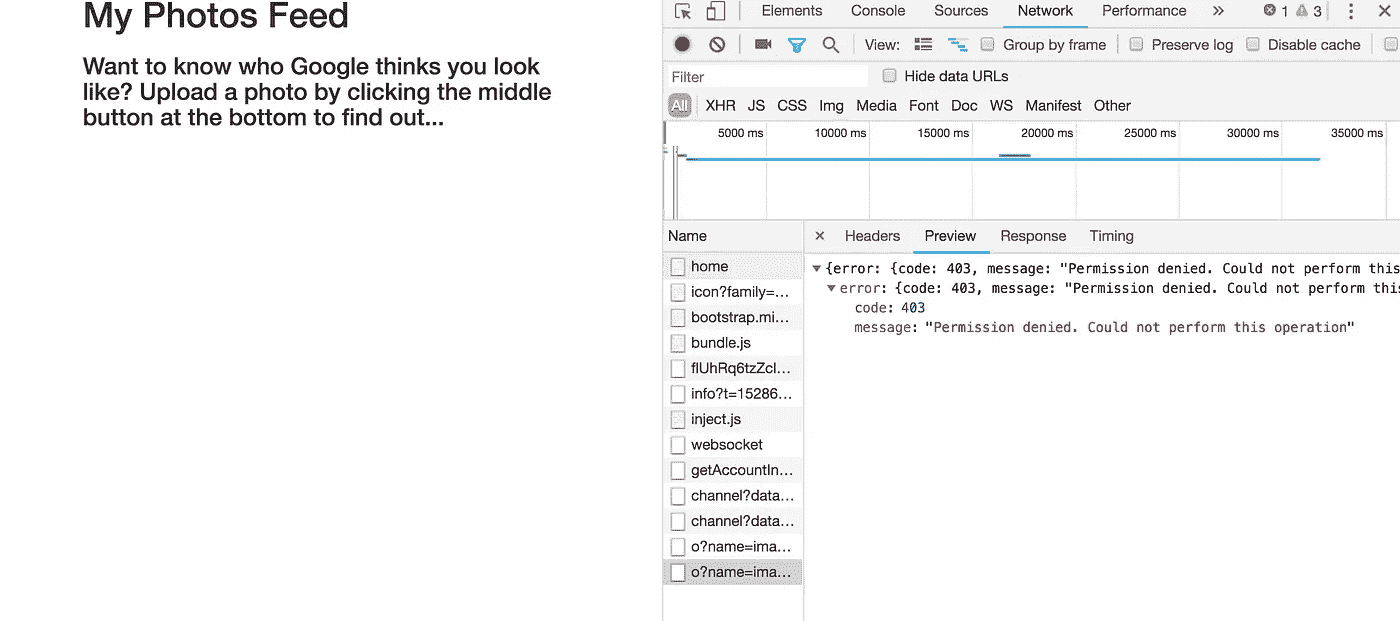 My Photos Feed
Want to know who Google thinks you look
like? Upload a photo by clicking the middle
button at the bottom to find out...
Elements Console Sources Network Performance » 1 3
View: Group by frame Preserve log Disable cache
Filter Hide data URLs
All XHR JS CSS Img Media Font Doc WS Manifest Other
5000 ms 10000 ms 15000 ms 20000 ms 25000 ms 30000 ms 35000 ms
Name
× Headers Preview Response Timing
home
icon?family=...
bootstrap.mi...
bundle.js
flUhRq6tzZcl...
info?t=15286...
inject.js
websocket
getAccountIn...
channel?data...
channel?data...
o?name=ima...
o?name=ima...
{error: {code: 403, message: "Permission denied. Could not perform this
error: {code: 403, message: "Permission denied. Could not perform this
code: 403
message: "Permission denied. Could not perform this operation"